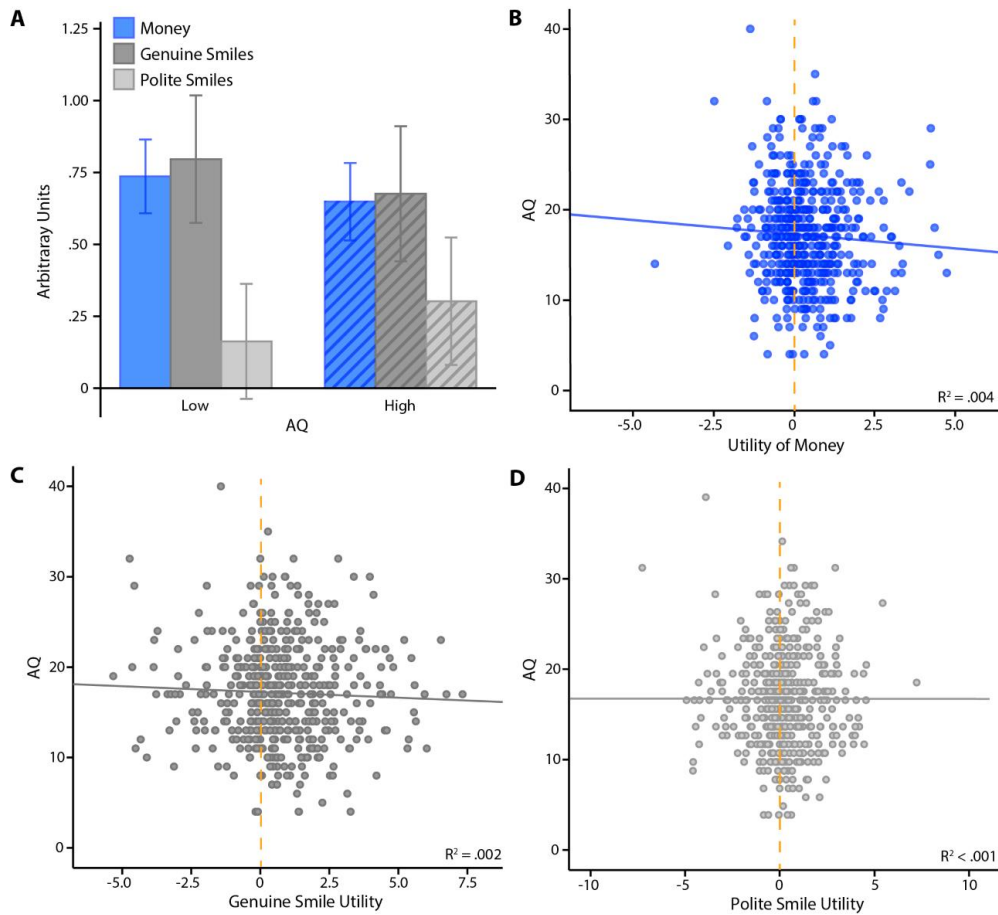 A
1.25
1.00
.75
.50
.25
0
Arbitraray Units
Money
Genuine Smiles
Polite Smiles
Low
High
AQ
B
40
30
20
10
0
AQ
-5.0
-2.5
0
2.5
5.0
Utility of Money
R² = .004
C
40
30
20
10
0
AQ
-5.0
-2.5
0
2.5
5.0
7.5
Genuine Smile Utility
R² = .002
D
40
30
20
10
0
AQ
-10
-5
0
5
10
Polite Smile Utility
R² < .001